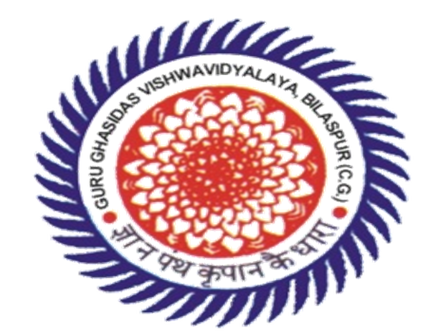 GURU GHASIDAS VISHWAVIDYALAYA, BILASPUR (C.G.)
ज्ञान पथ कृपान कै धारा